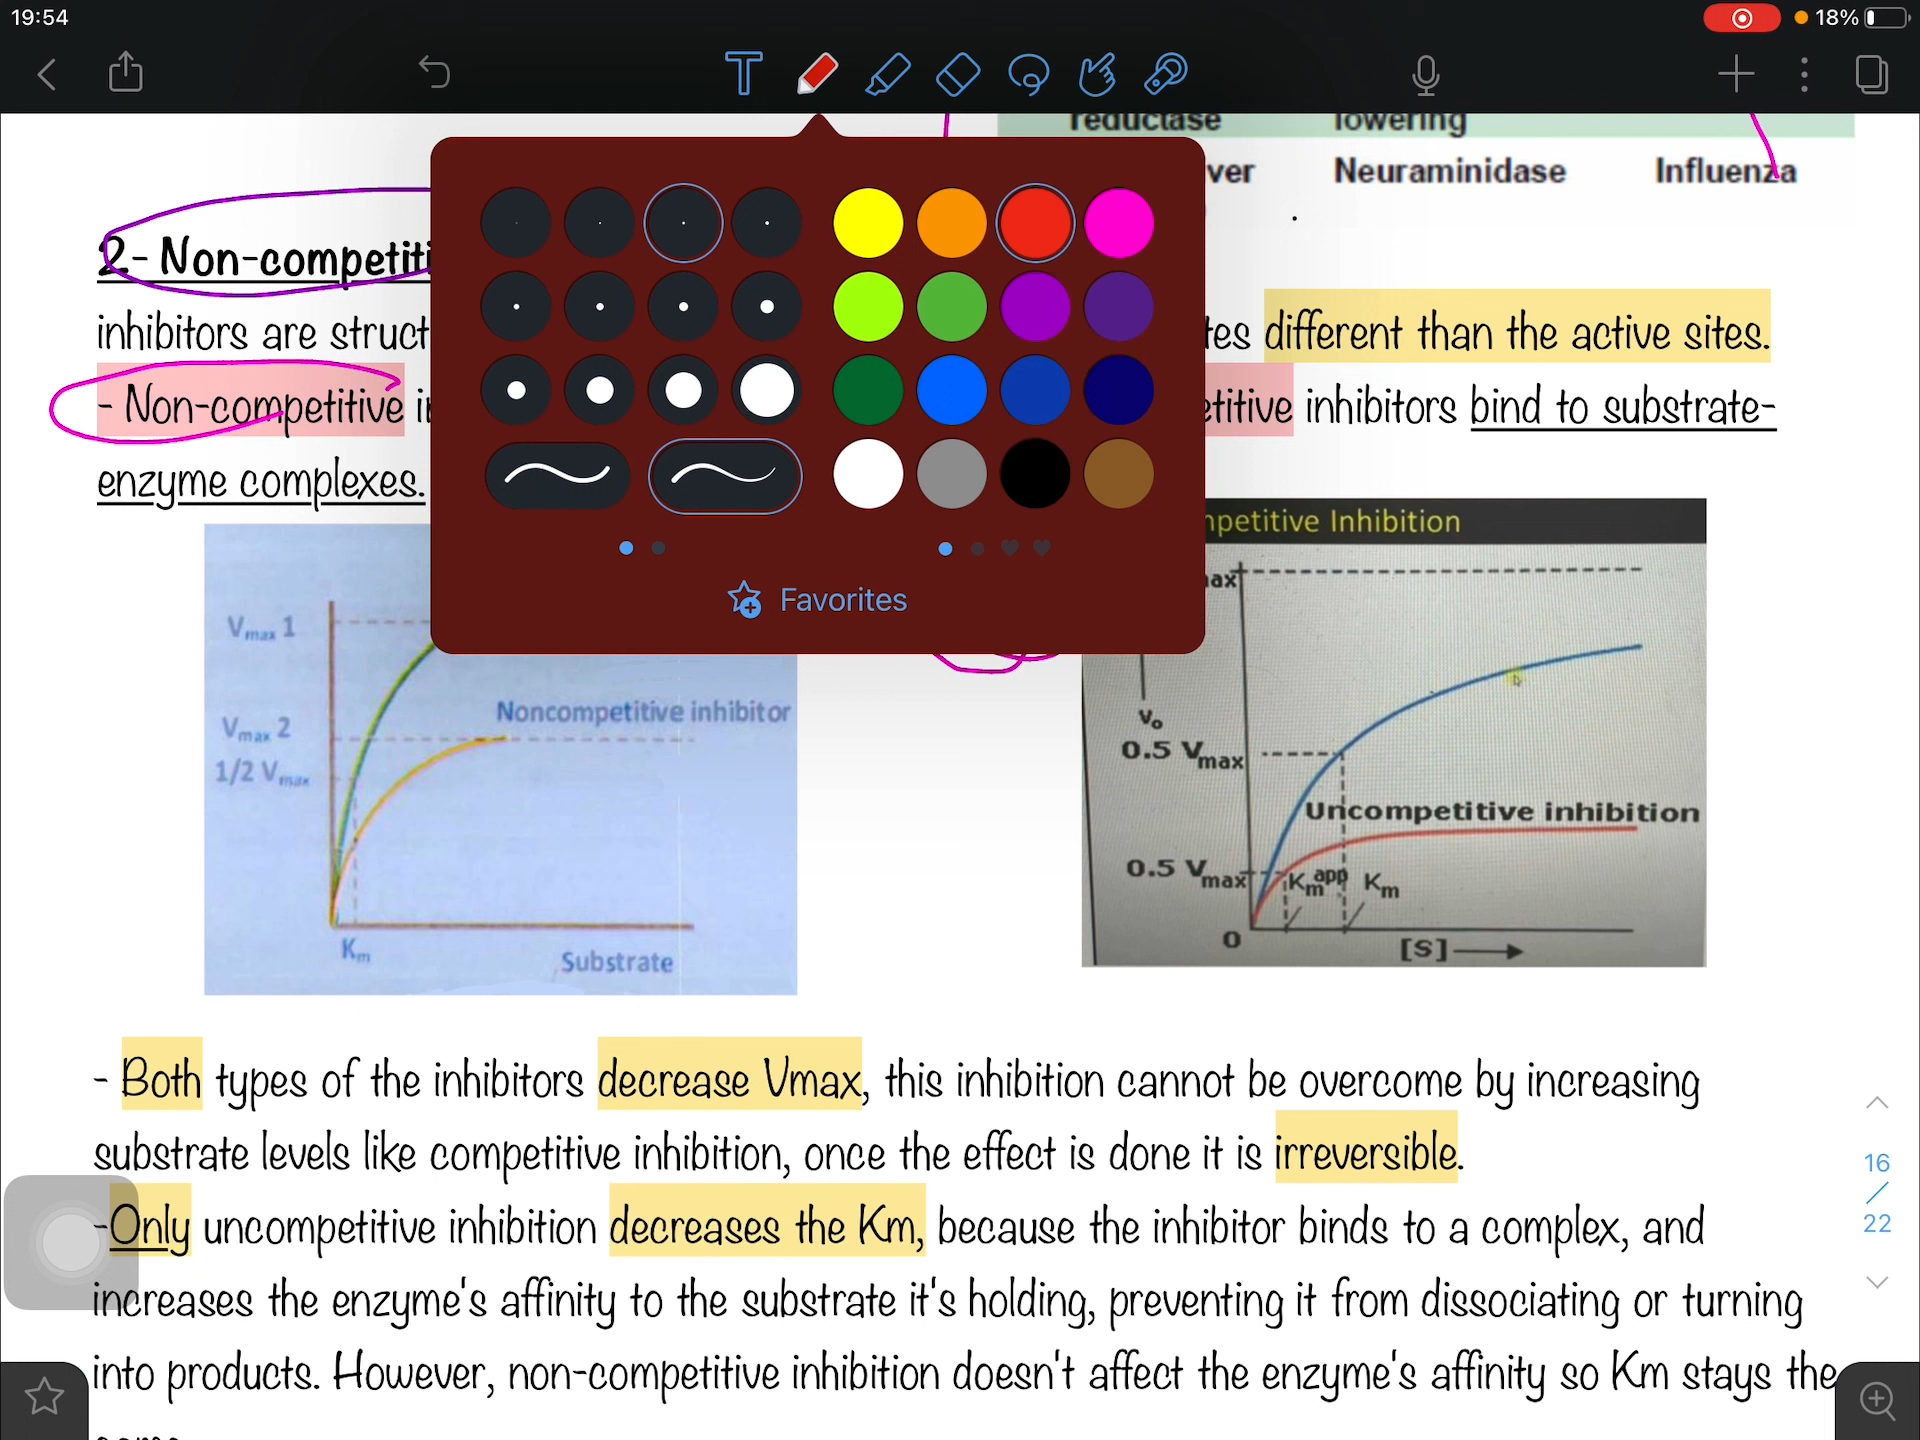 19:54
18%
reductase lowering
ver Neuraminidase Influenza
2- Non-competiti
inhibitors are struct tes different than the active sites.
- Non-competitive in etitive inhibitors bind to substrate-
enzyme complexes.
Favorites
mpetitive Inhibition
Vmax 1
Noncompetitive inhibitor
Vmax 2
1/2 Vmax
Km
Substrate
max
Vo
0.5 Vmax
Uncompetitive inhibition
0.5 Vmax
Kmapp Km
0
[S]
- Both types of the inhibitors decrease Vmax, this inhibition cannot be overcome by increasing
substrate levels like competitive inhibition, once the effect is done it is irreversible.
-Only uncompetitive inhibition decreases the Km, because the inhibitor binds to a complex, and
increases the enzyme's affinity to the substrate it's holding, preventing it from dissociating or turning
into products. However, non-competitive inhibition doesn't affect the enzyme's affinity so Km stays the
16
/
22